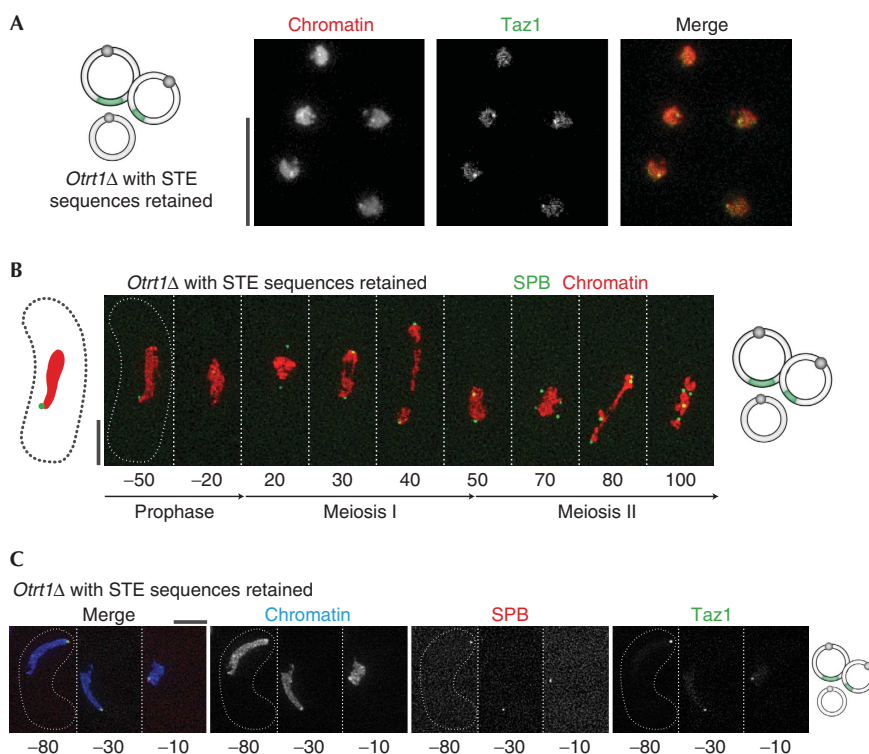 A
Chromatin Taz1 Merge
Otrt1Δ with STE
sequences retained
B
Otrt1Δ with STE sequences retained SPB Chromatin
–50 –20 20 30 40 50 70 80 100
Prophase Meiosis I Meiosis II
C
Otrt1Δ with STE sequences retained
Merge Chromatin SPB Taz1
–80 –30 –10 –80 –30 –10 –80 –30 –10 –80 –30 –10